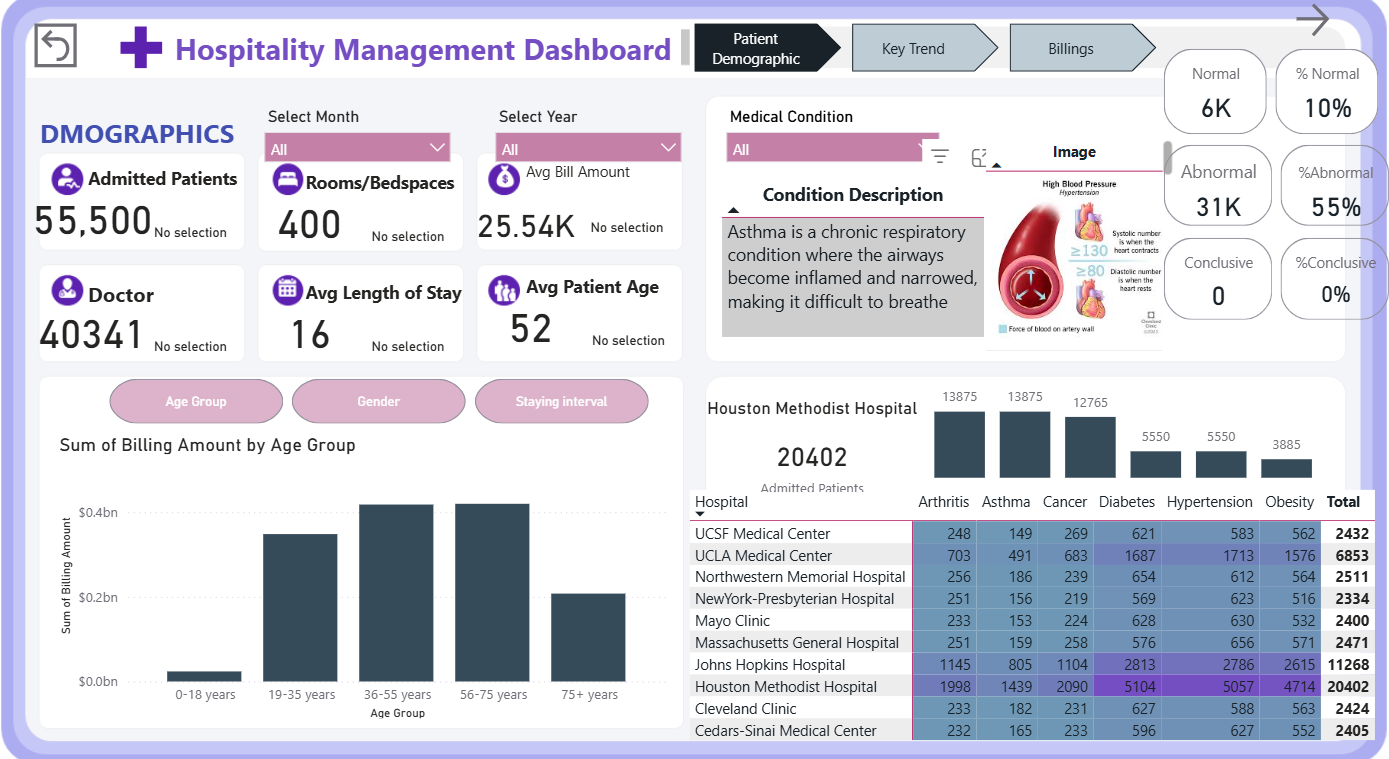 Hospitality Management Dashboard
Patient
Demographic
Key Trend
Billings
Normal
6K
% Normal
10%
Abnormal
31K
%Abnormal
55%
Conclusive
0
%Conclusive
0%
DMOGRAPHICS
Select Month
All
Select Year
All
Admitted Patients
55,500
No selection
Rooms/Bedspaces
400
No selection
Avg Bill Amount
25.54K
No selection
Doctor
40341
No selection
Avg Length of Stay
16
No selection
Avg Patient Age
52
No selection
Medical Condition
All
Condition Description
Asthma is a chronic respiratory
condition where the airways
become inflamed and narrowed,
making it difficult to breathe
Image
High Blood Pressure
Hypertension
≥130
Systolic number
is when the
heart contracts
≥80
Diastolic number
is when the
heart rests
Force of blood on artery wall
Cleveland
Clinic
Age Group
Gender
Staying interval
Sum of Billing Amount by Age Group
Sum of Billing Amount
$0.4bn
$0.2bn
$0.0bn
0-18 years
19-35 years
36-55 years
56-75 years
75+ years
Age Group
Houston Methodist Hospital
20402
Admitted Patients
13875
13875
12765
5550
5550
3885
Hospital Arthritis Asthma Cancer Diabetes Hypertension Obesity Total
UCSF Medical Center 248 149 269 621 583 562 2432
UCLA Medical Center 703 491 683 1687 1713 1576 6853
Northwestern Memorial Hospital 256 186 239 654 612 564 2511
NewYork-Presbyterian Hospital 251 156 219 569 623 516 2334
Mayo Clinic 233 153 224 628 630 532 2400
Massachusetts General Hospital 251 159 258 576 656 571 2471
Johns Hopkins Hospital 1145 805 1104 2813 2786 2615 11268
Houston Methodist Hospital 1998 1439 2090 5104 5057 4714 20402
Cleveland Clinic 233 182 231 627 588 563 2424
Cedars-Sinai Medical Center 232 165 233 596 627 552 2405